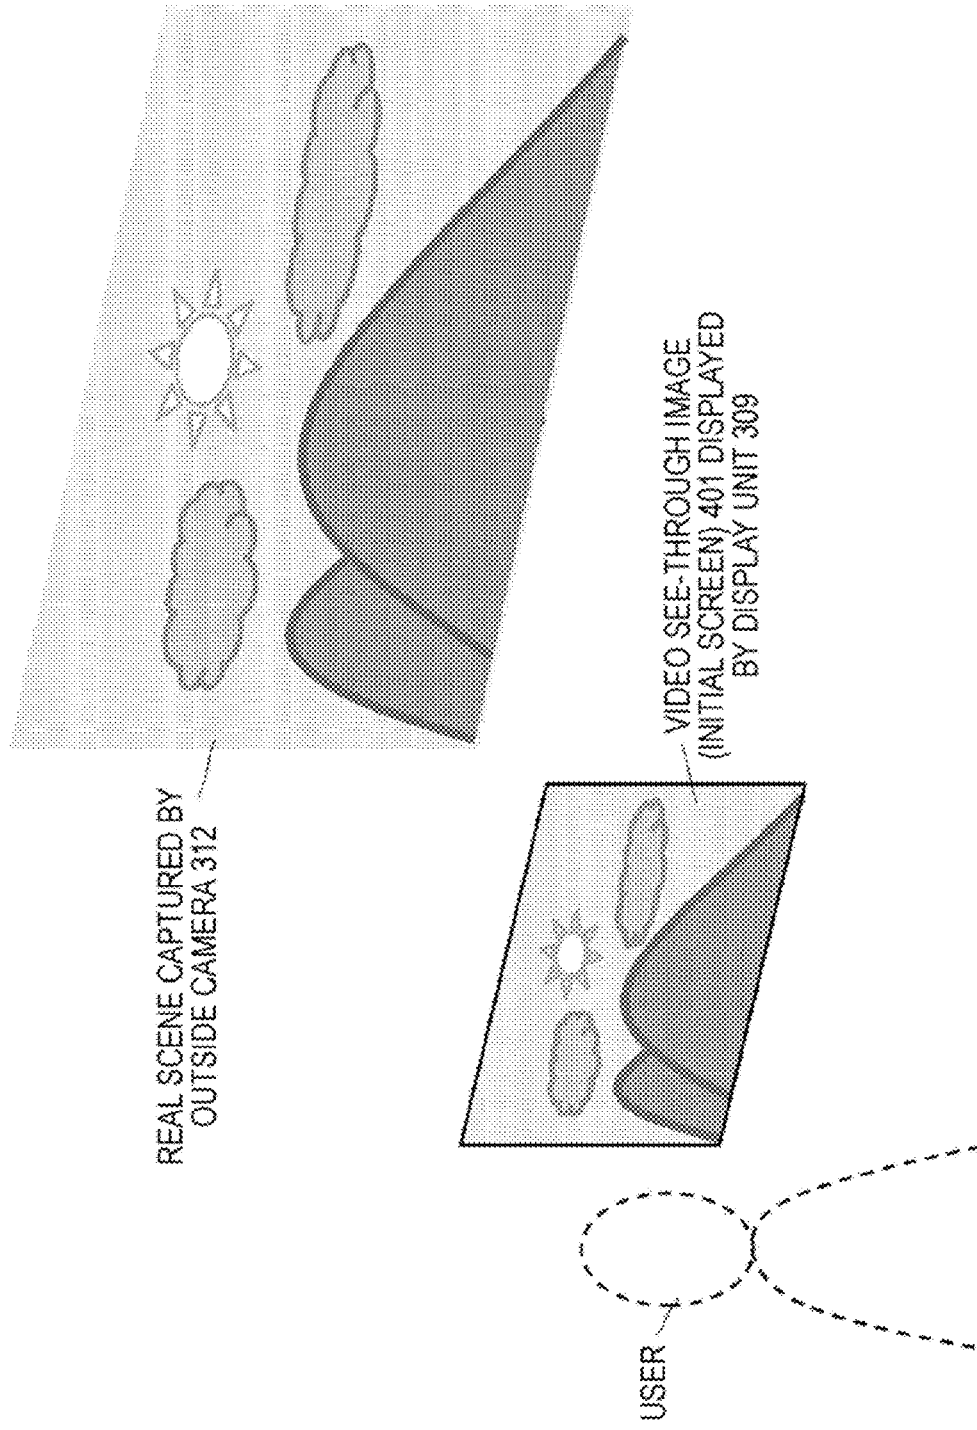 REAL SCENE CAPTURED BY
OUTSIDE CAMERA 312
VIDEO SEE-THROUGH IMAGE
(INITIAL SCREEN) 401 DISPLAYED
BY DISPLAY UNIT 309
USER